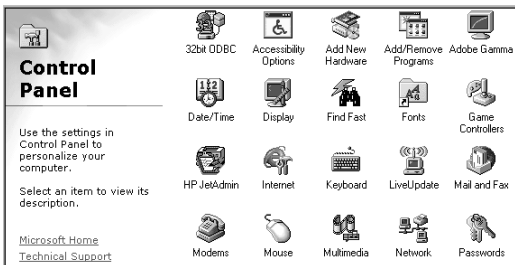 Control
Panel
Use the settings in
Control Panel to
personalize your
computer.
Select an item to view its
description.
Microsoft Home
Technical Support
32bit ODBC
Accessibility
Options
Add New
Hardware
Add/Remove
Programs
Adobe Gamma
Date/Time
Display
Find Fast
Fonts
Game
Controllers
HP JetAdmin
Internet
Keyboard
LiveUpdate
Mail and Fax
Modems
Mouse
Multimedia
Network
Passwords